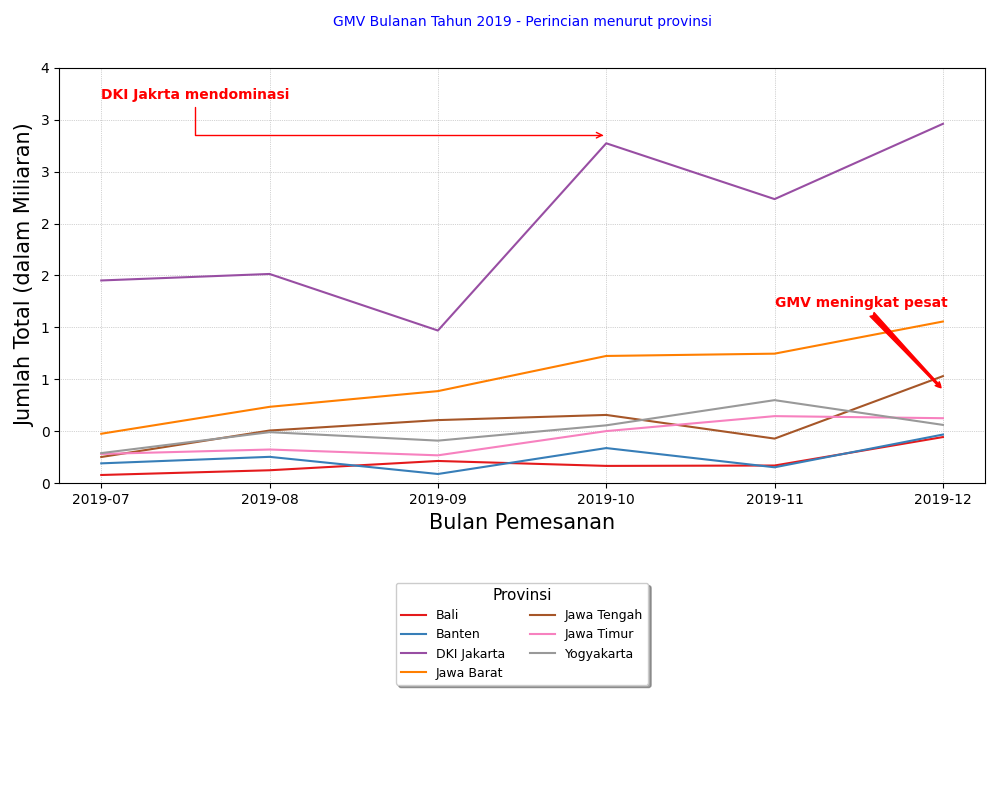 GMV Bulanan Tahun 2019 - Perincian menurut provinsi
Jumlah Total (dalam Miliaran)
4
3
3
2
2
1
1
0
0
DKI Jakrta mendominasi
GMV meningkat pesat
2019-07
2019-08
2019-09
2019-10
2019-11
2019-12
Bulan Pemesanan
Provinsi
Bali
Banten
DKI Jakarta
Jawa Barat
Jawa Tengah
Jawa Timur
Yogyakarta